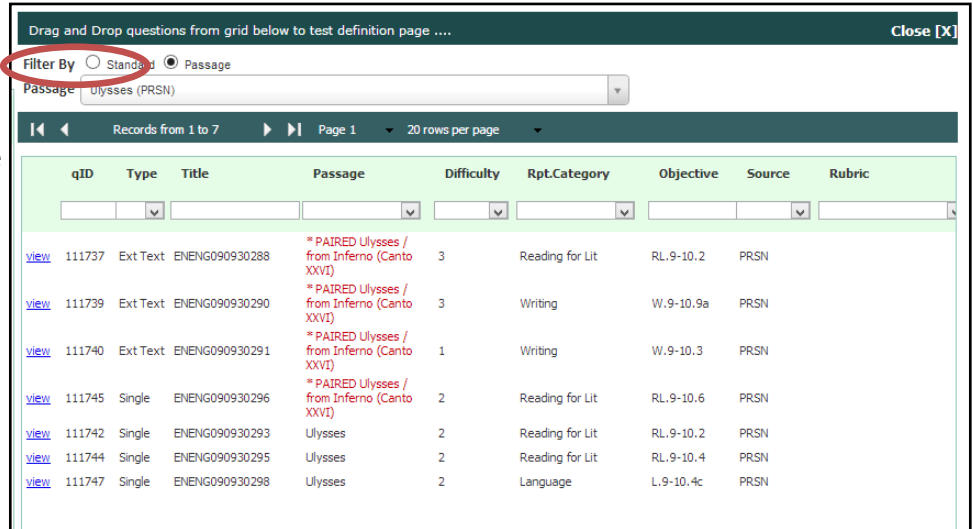 Drag and Drop questions from grid below to test definition page .... Close [X]
Filter By Standard Passage
Passage Ulysses (PRSN)
Records from 1 to 7 Page 1 20 rows per page
qID Type Title Passage Difficulty Rpt.Category Objective Source Rubric
* PAIRED Ulysses /
view 111737 Ext Text ENENG090930288 from Inferno (Canto 3 Reading for Lit RL.9-10.2 PRSN
XXVI)
* PAIRED Ulysses /
view 111739 Ext Text ENENG090930290 from Inferno (Canto 3 Writing W.9-10.9a PRSN
XXVI)
* PAIRED Ulysses /
view 111740 Ext Text ENENG090930291 from Inferno (Canto 1 Writing W.9-10.3 PRSN
XXVI)
* PAIRED Ulysses /
view 111745 Single ENENG090930296 from Inferno (Canto 2 Reading for Lit RL.9-10.6 PRSN
XXVI)
view 111742 Single ENENG090930293 Ulysses 2 Reading for Lit RL.9-10.2 PRSN
view 111744 Single ENENG090930295 Ulysses 2 Reading for Lit RL.9-10.4 PRSN
view 111747 Single ENENG090930298 Ulysses 2 Language L.9-10.4c PRSN